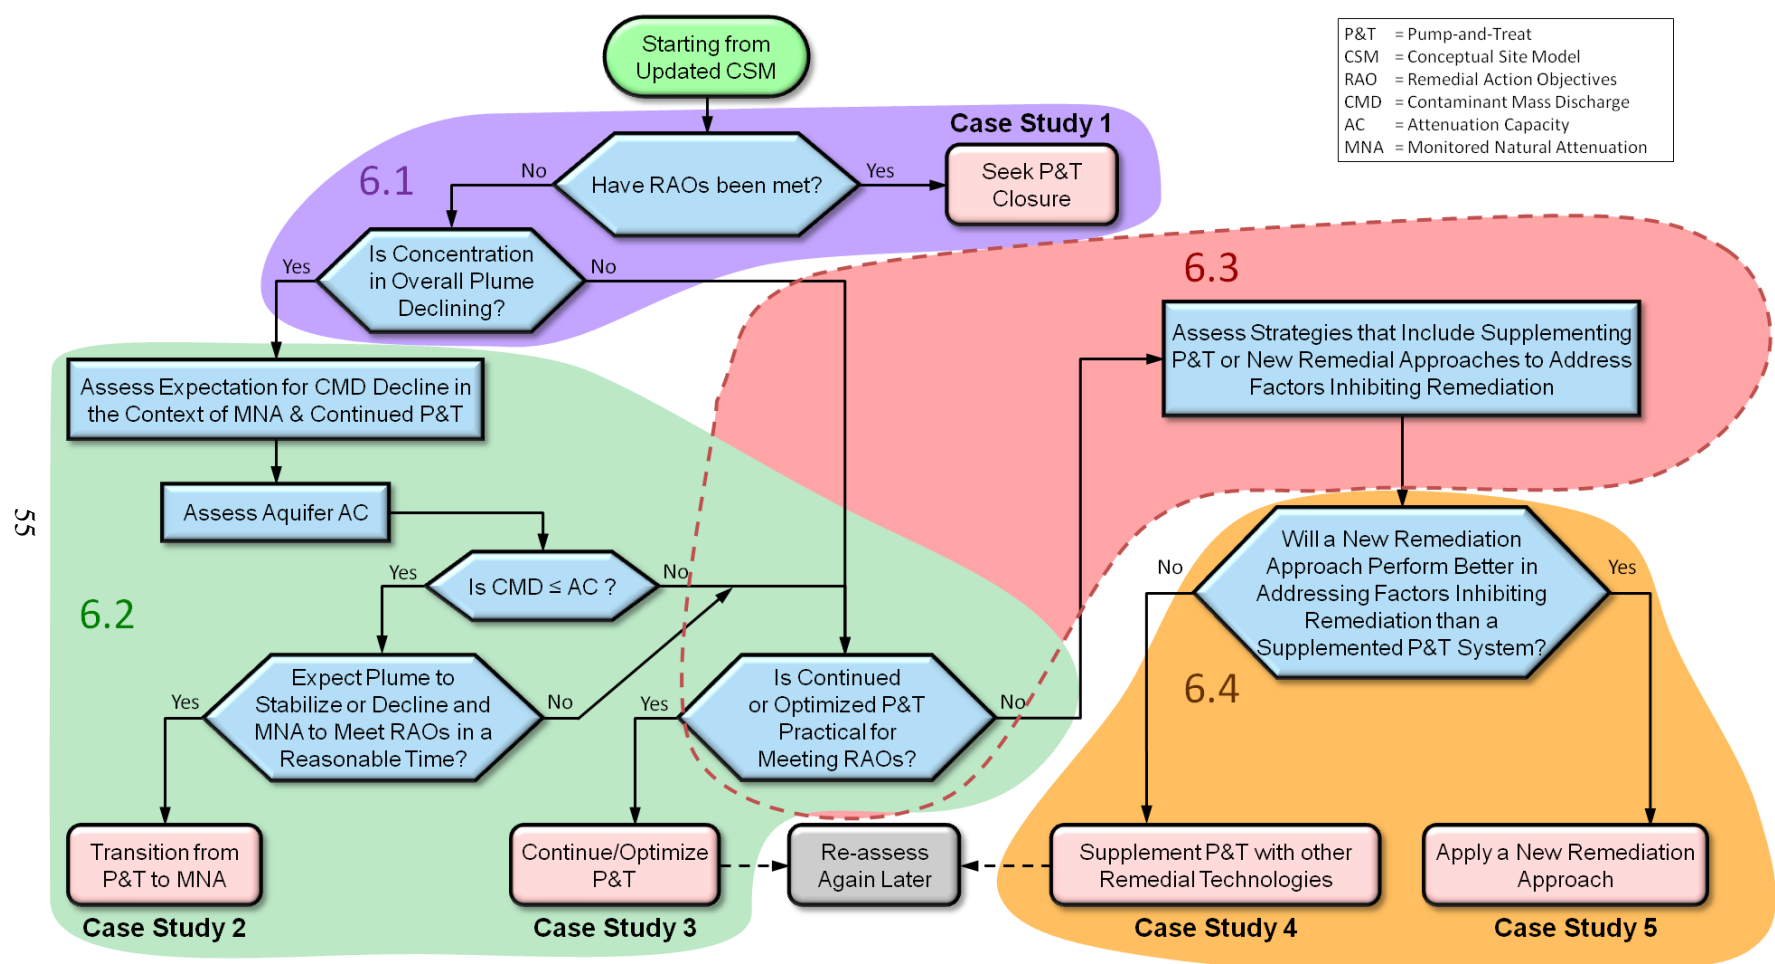 Starting from
Updated CSM
P&T = Pump-and-Treat
CSM = Conceptual Site Model
RAO = Remedial Action Objectives
CMD = Contaminant Mass Discharge
AC = Attenuation Capacity
MNA = Monitored Natural Attenuation
Case Study 1
6.1
No
Have RAOs been met?
Yes
Seek P&T
Closure
Yes
Is Concentration
in Overall Plume
Declining?
No
6.3
Assess Strategies that Include Supplementing
P&T or New Remedial Approaches to Address
Factors Inhibiting Remediation
Assess Expectation for CMD Decline in
the Context of MNA & Continued P&T
Assess Aquifer AC
55
Yes
Is CMD ≤ AC ?
No
6.2
No
Will a New Remediation
Approach Perform Better in
Addressing Factors Inhibiting
Remediation than a
Supplemented P&T System?
Yes
6.4
Yes
Expect Plume to
Stabilize or Decline and
MNA to Meet RAOs in a
Reasonable Time?
No
Yes
Is Continued
or Optimized P&T
Practical for
Meeting RAOs?
No
Transition from
P&T to MNA
Case Study 2
Continue/Optimize
P&T
Case Study 3
Re-assess
Again Later
Supplement P&T with other
Remedial Technologies
Case Study 4
Apply a New Remediation
Approach
Case Study 5